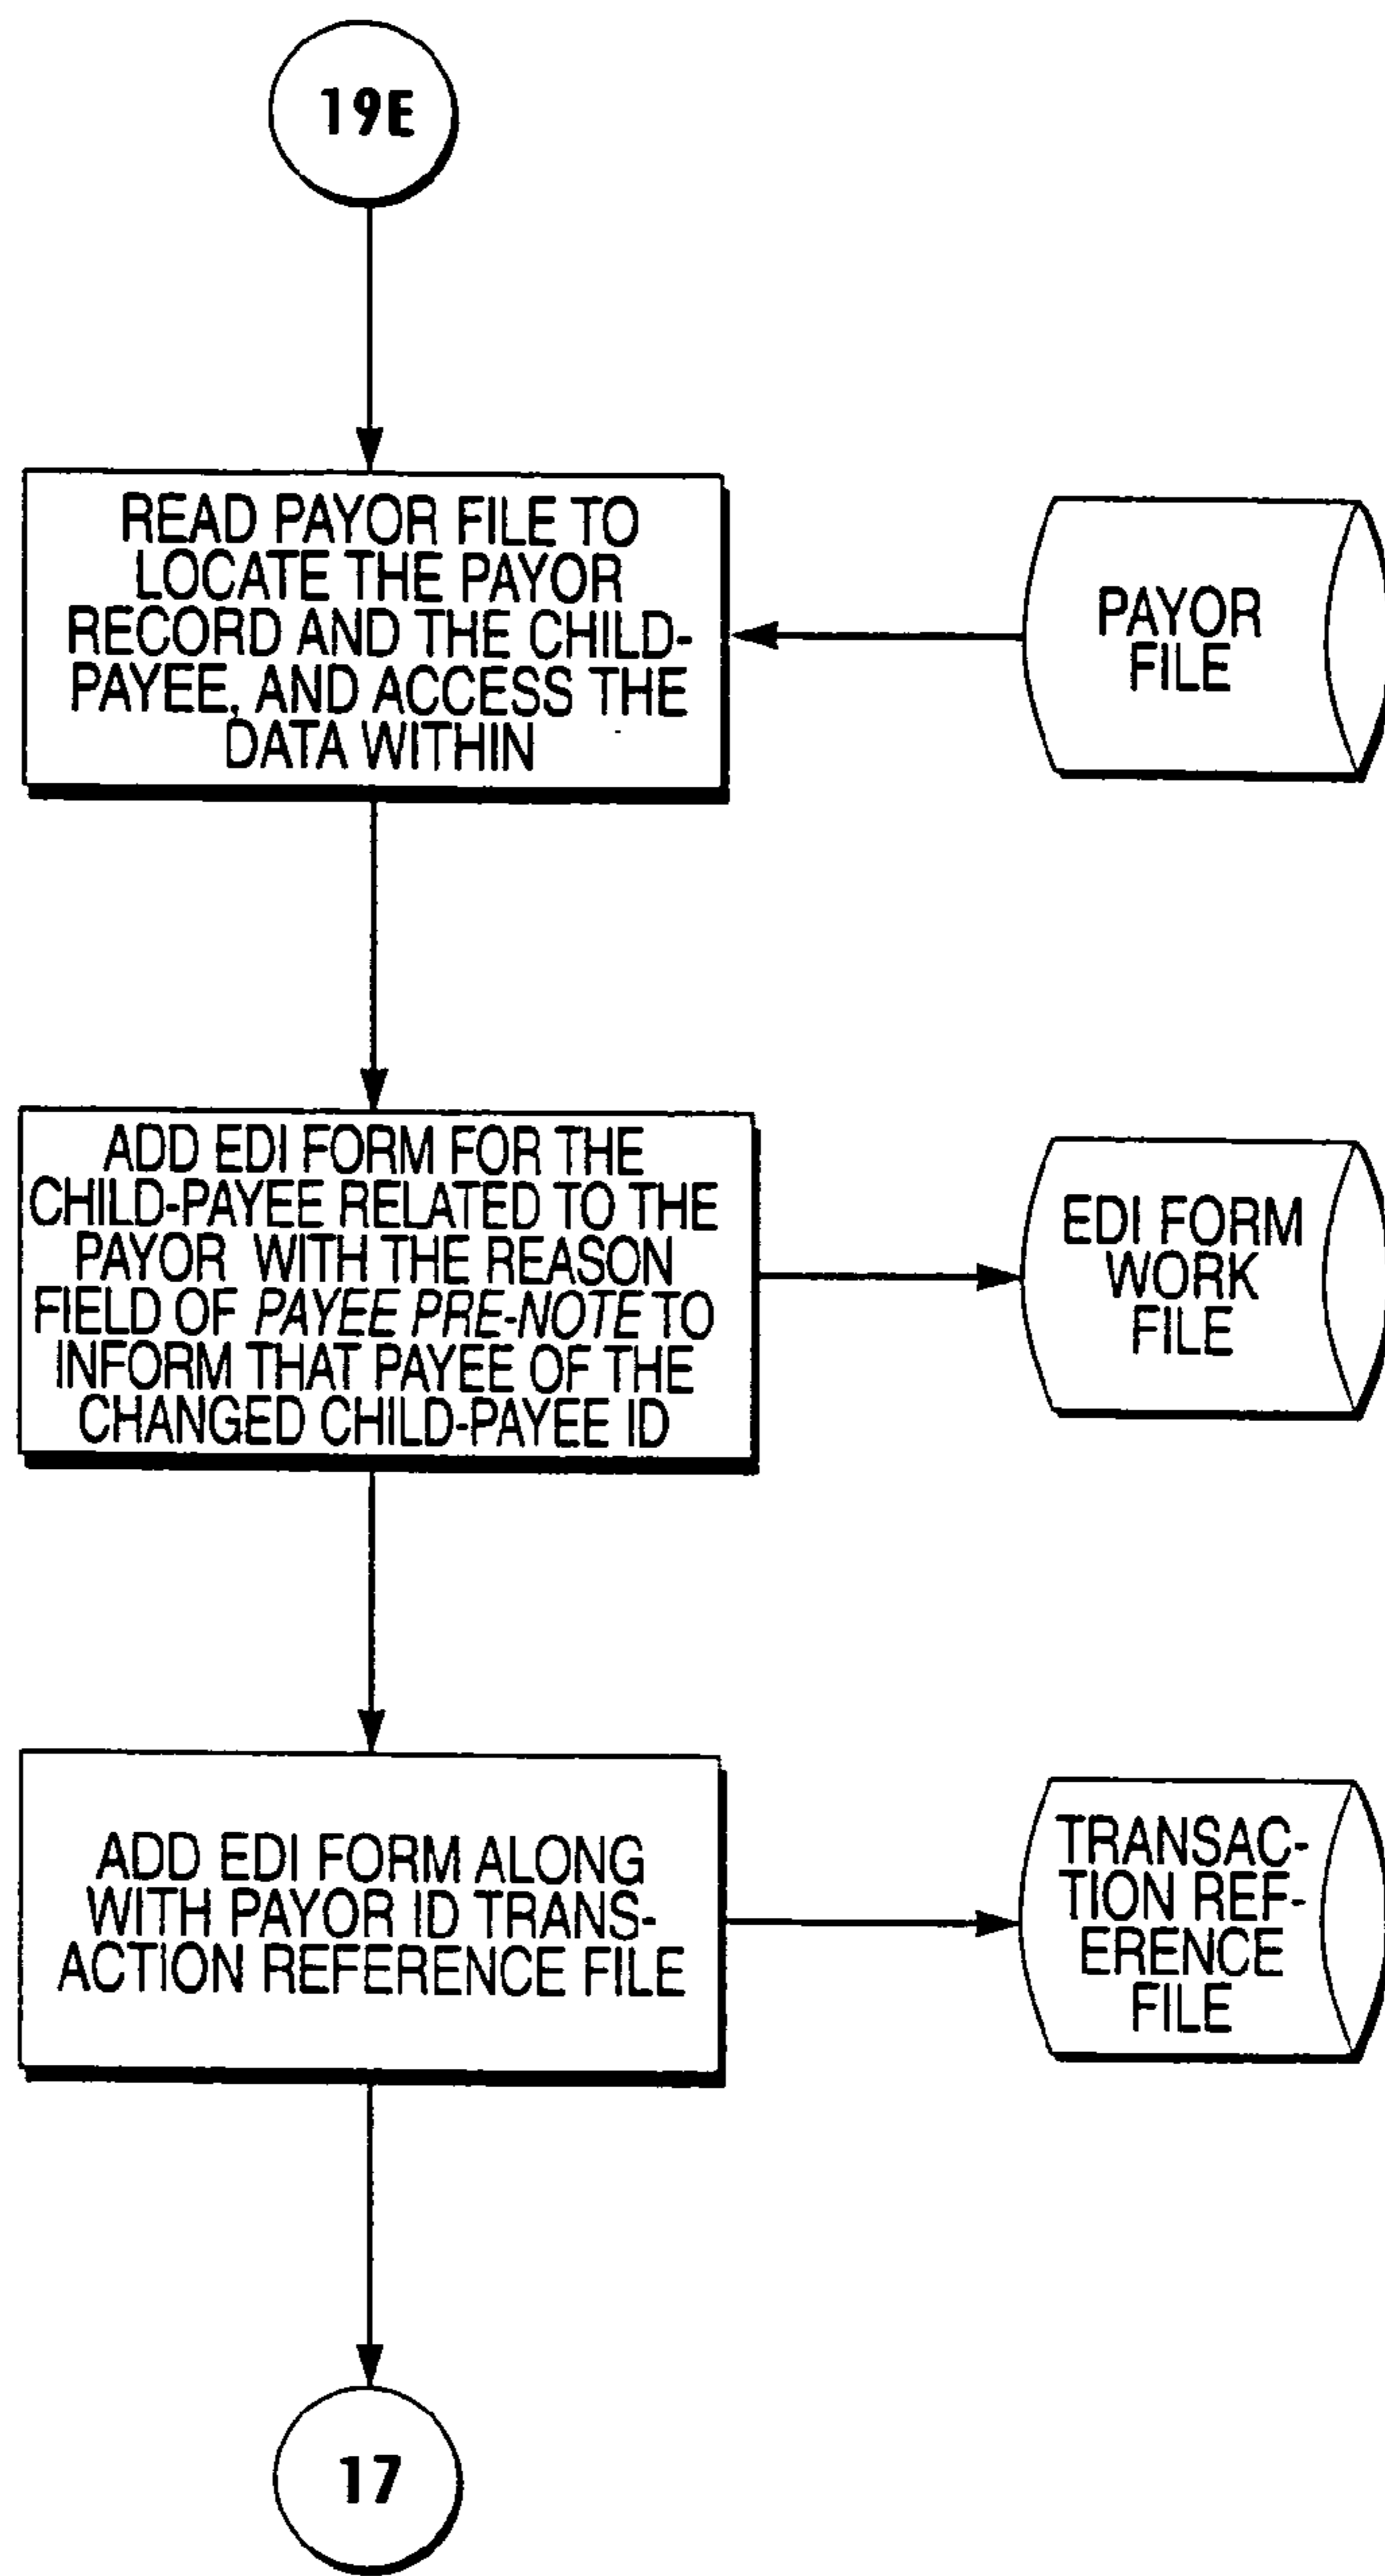 19E
READ PAYOR FILE TO
LOCATE THE PAYOR
RECORD AND THE CHILD-
PAYEE, AND ACCESS THE
DATA WITHIN
PAYOR
FILE
ADD EDI FORM FOR THE
CHILD-PAYEE RELATED TO THE
PAYOR WITH THE REASON
FIELD OF PAYEE PRE-NOTE TO
INFORM THAT PAYEE OF THE
CHANGED CHILD-PAYEE ID
EDI FORM
WORK
FILE
ADD EDI FORM ALONG
WITH PAYOR ID TRANS-
ACTION REFERENCE FILE
TRANSAC-
TION REF-
ERENCE
FILE
17